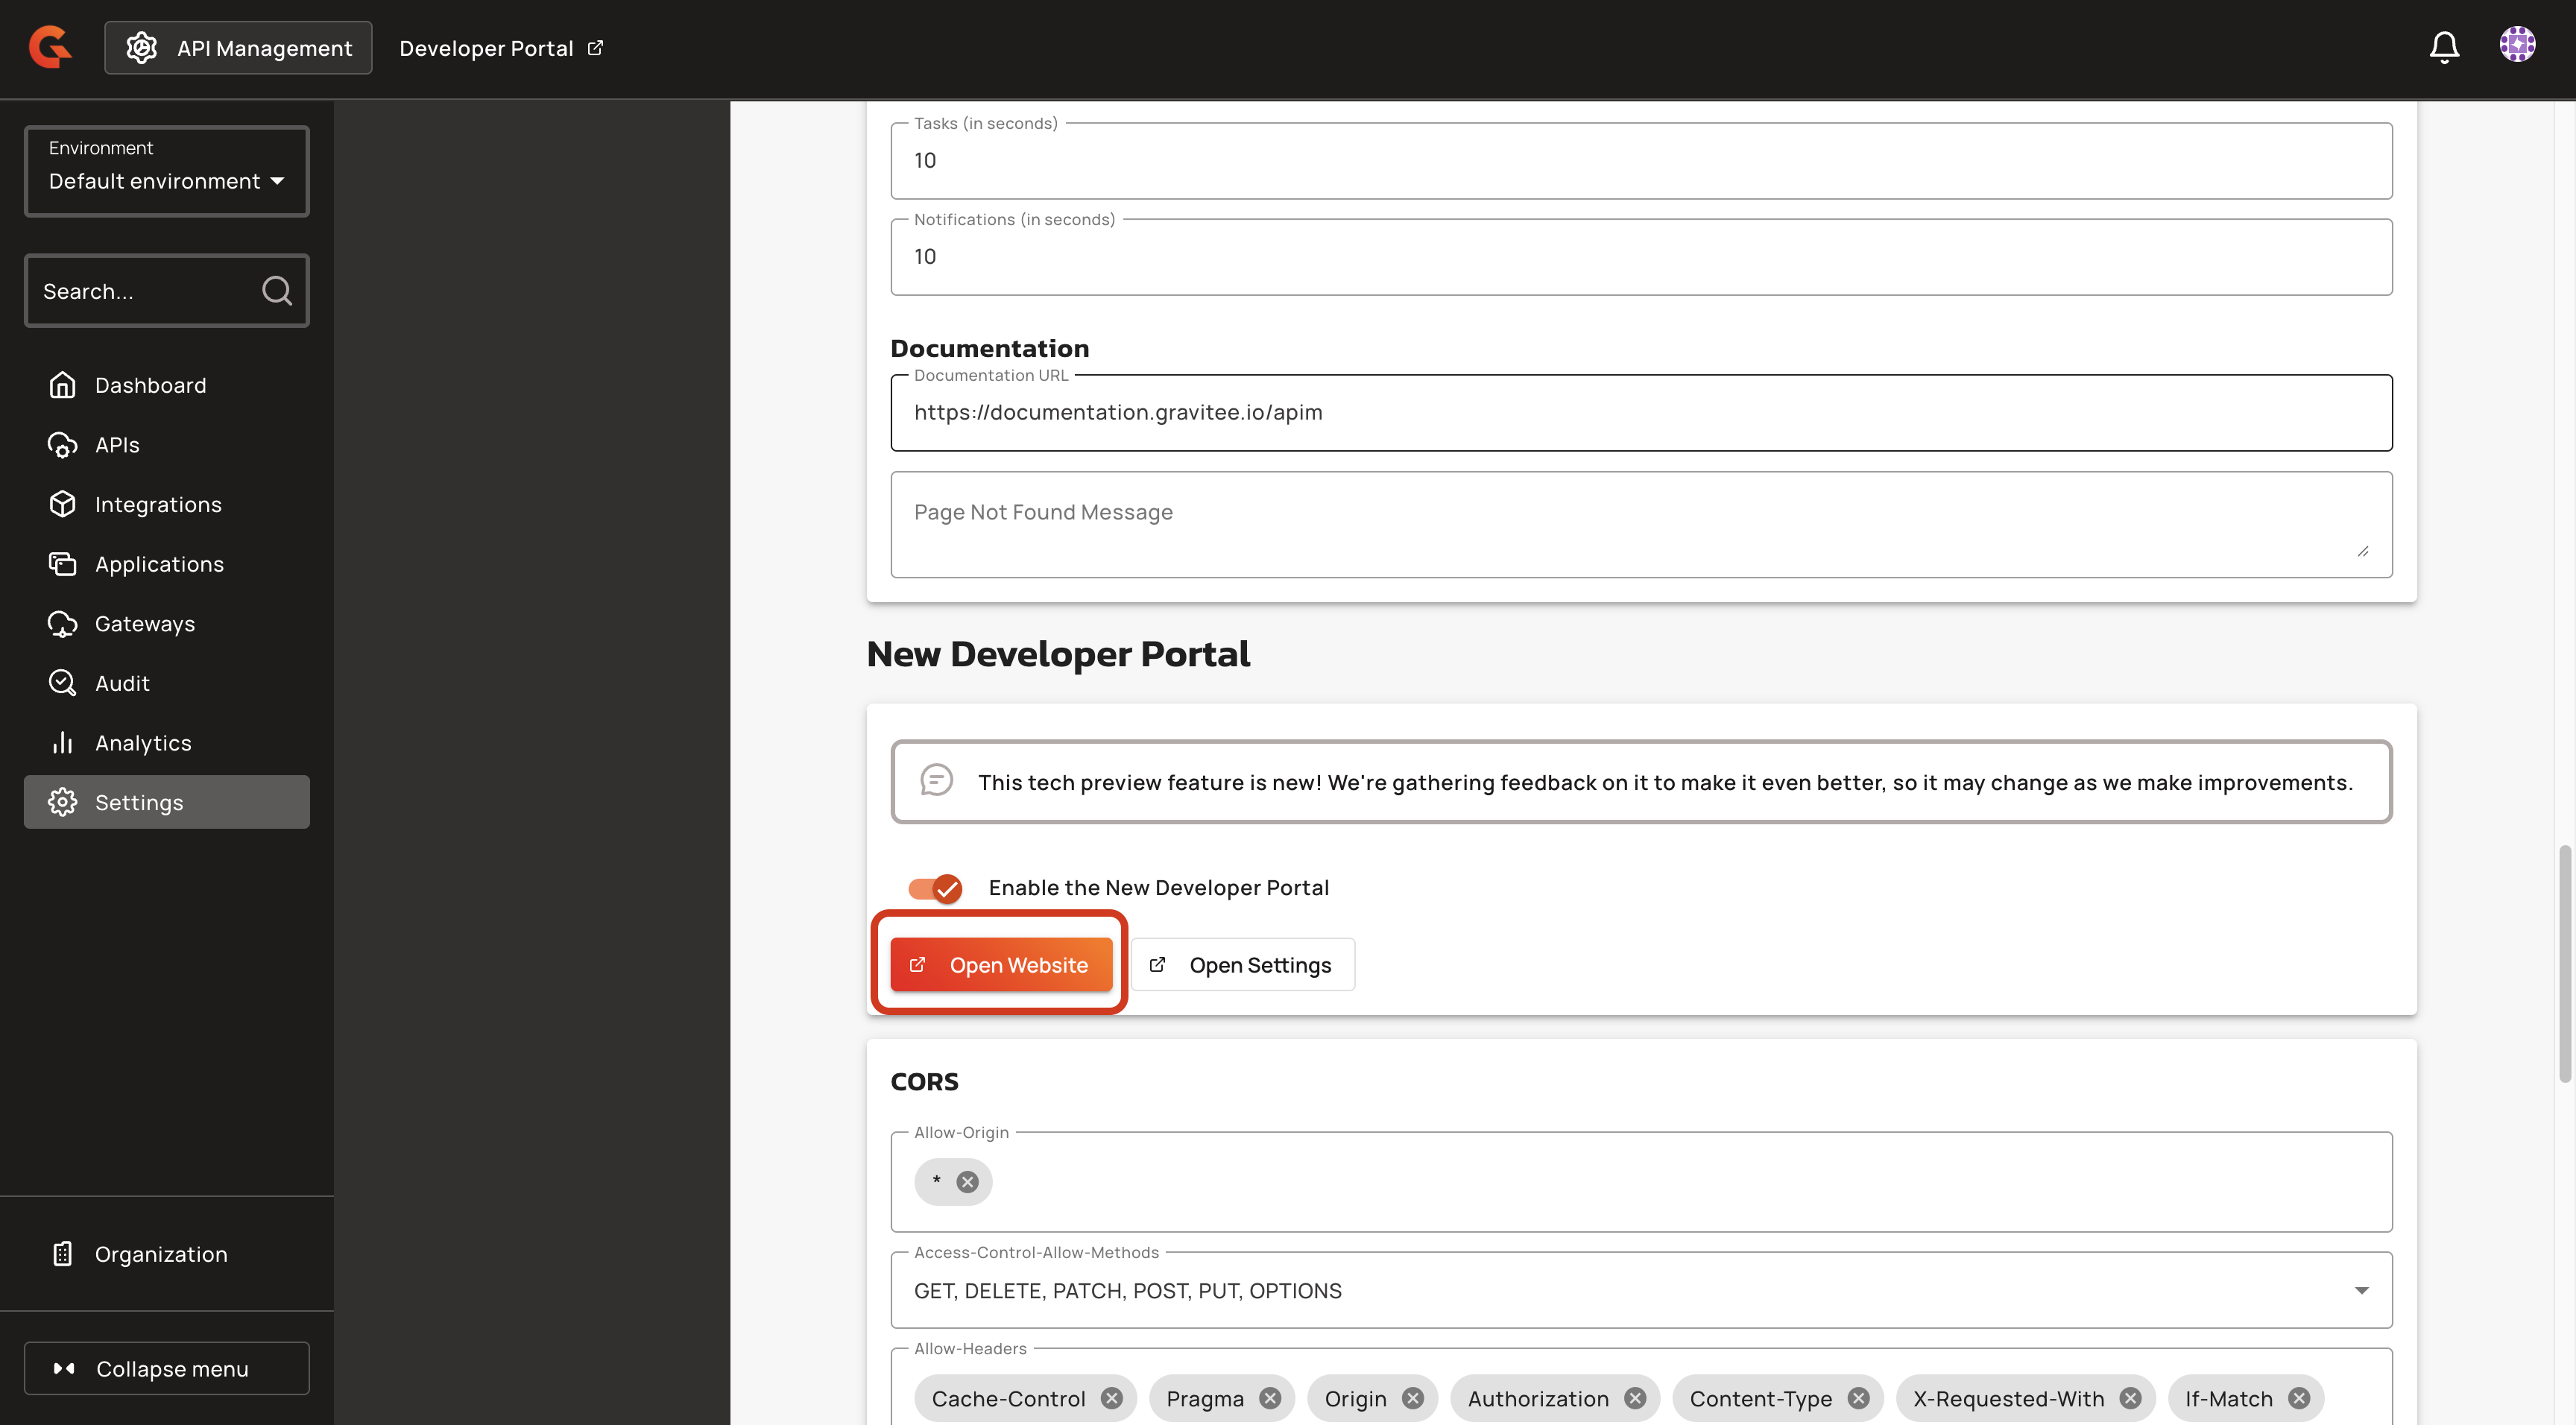 API Management
Developer Portal
Environment
Default environment
Search...
Dashboard
APIs
Integrations
Applications
Gateways
Audit
Analytics
Settings
Organization
Collapse menu
Tasks (in seconds)
10
Notifications (in seconds)
10
Documentation
Documentation URL
https://documentation.gravitee.io/apim
Page Not Found Message
New Developer Portal
This tech preview feature is new! We're gathering feedback on it to make it even better, so it may change as we make improvements.
Enable the New Developer Portal
Open Website
Open Settings
CORS
Allow-Origin
*
Access-Control-Allow-Methods
GET, DELETE, PATCH, POST, PUT, OPTIONS
Allow-Headers
Cache-Control Pragma Origin Authorization Content-Type X-Requested-With If-Match